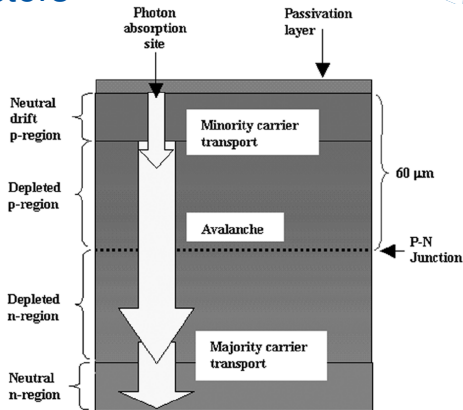 Photon
absorption
site
Passivation
layer
Neutral
drift
p-region
Minority carrier
transport
60 µm
Depleted
p-region
Avalanche
P-N
Junction
Depleted
n-region
Majority carrier
transport
Neutral
n-region